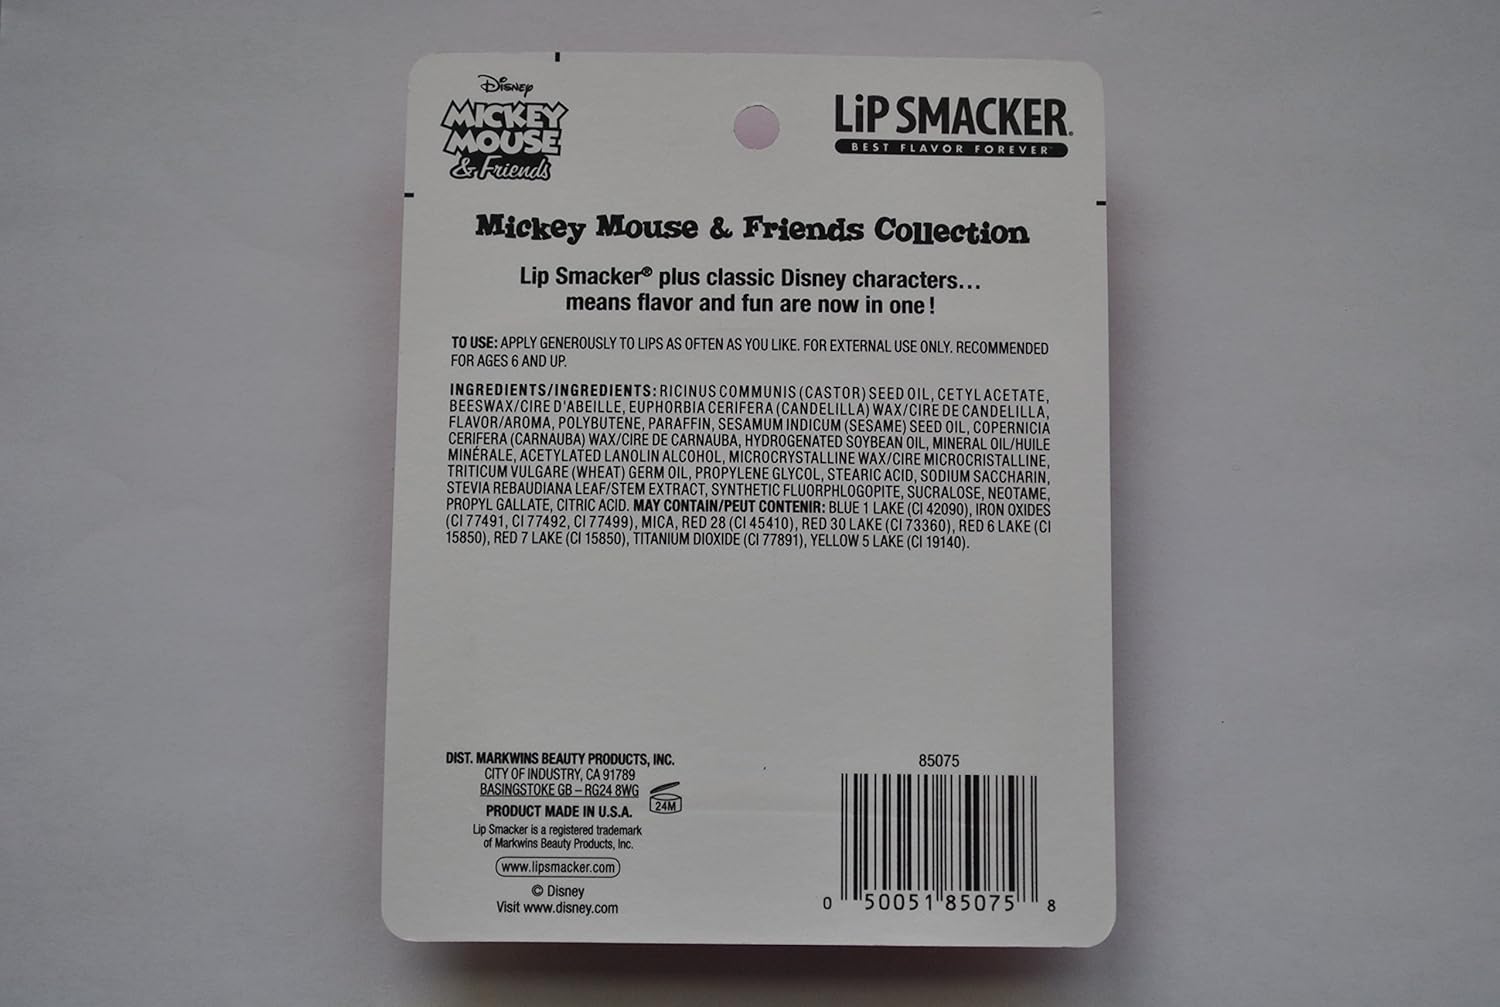 Disney
MICKEY
MOUSE
& Friends
LiP SMACKER®
BEST FLAVOR FOREVER™
Mickey Mouse & Friends Collection
Lip Smacker® plus classic Disney characters...
means flavor and fun are now in one!
TO USE: APPLY GENEROUSLY TO LIPS AS OFTEN AS YOU LIKE. FOR EXTERNAL USE ONLY. RECOMMENDED
FOR AGES 6 AND UP.
INGREDIENTS/INGREDIENTS: RICINUS COMMUNIS (CASTOR) SEED OIL, CETYL ACETATE,
BEESWAX/CIRE D'ABEILLE, EUPHORBIA CERIFERA (CANDELILLA) WAX/CIRE DE CANDELILLA,
FLAVOR/AROMA, POLYBUTENE, PARAFFIN, SESAMUM INDICUM (SESAME) SEED OIL, COPERNICIA
CERIFERA (CARNAUBA) WAX/CIRE DE CARNAUBA, HYDROGENATED SOYBEAN OIL, MINERAL OIL/HUILE
MINÉRALE, ACETYLATED LANOLIN ALCOHOL, MICROCRYSTALLINE WAX/CIRE MICROCRISTALLINE,
TRITICUM VULGARE (WHEAT) GERM OIL, PROPYLENE GLYCOL, STEARIC ACID, SODIUM SACCHARIN,
STEVIA REBAUDIANA LEAF/STEM EXTRACT, SYNTHETIC FLUORPHLOGOPITE, SUCRALOSE, NEOTAME,
PROPYL GALLATE, CITRIC ACID. MAY CONTAIN/PEUT CONTENIR: BLUE 1 LAKE (CI 42090), IRON OXIDES
(CI 77491, CI 77492, CI 77499), MICA, RED 28 (CI 45410), RED 30 LAKE (CI 73360), RED 6 LAKE (CI
15850), RED 7 LAKE (CI 15850), TITANIUM DIOXIDE (CI 77891), YELLOW 5 LAKE (CI 19140).
DIST. MARKWINS BEAUTY PRODUCTS, INC.
CITY OF INDUSTRY, CA 91789
BASINGSTOKE GB – RG24 8WG
24M
PRODUCT MADE IN U.S.A.
Lip Smacker is a registered trademark
of Markwins Beauty Products, Inc.
www.lipsmacker.com
© Disney
Visit www.disney.com
85075
0 50051 85075 8